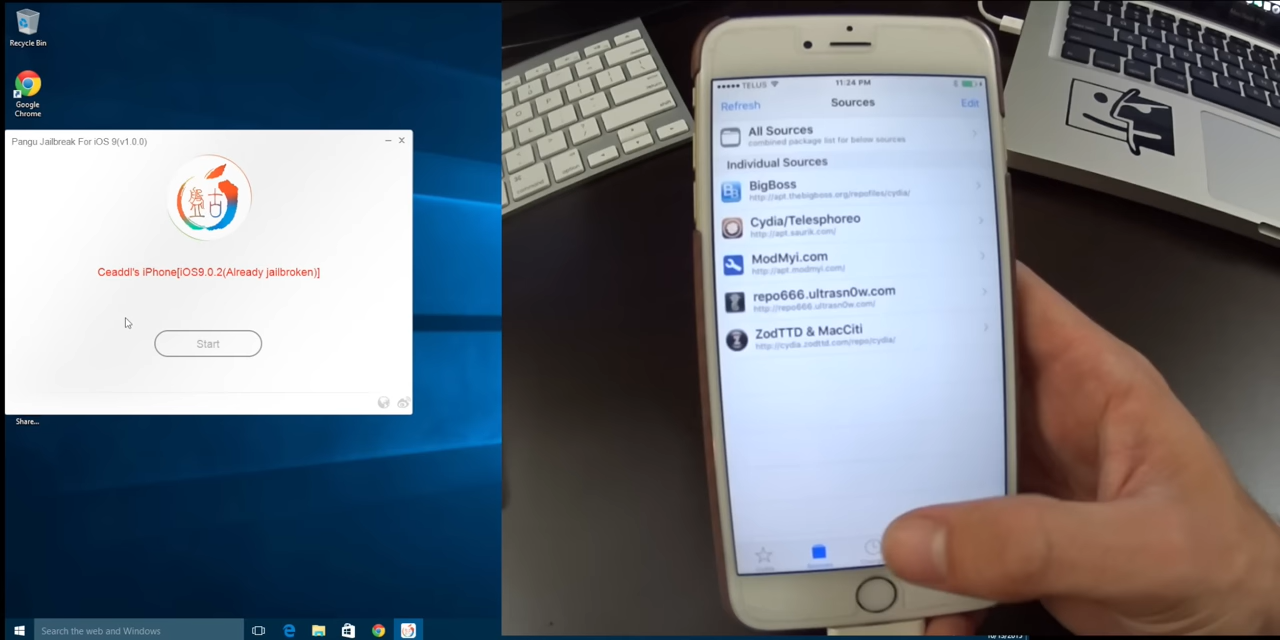 Recycle Bin
Google
Chrome
Pangu Jailbreak For iOS 9(v1.0.0)
Ceaddl's iPhone[iOS9.0.2(Already jailbroken)]
Start
Share...
Search the web and Windows
TELUS
11:24 PM
Refresh
Sources
Edit
All Sources
combined package list for below sources
Individual Sources
BigBoss
http://apt.thebigboss.org/repofiles/cydia/
Cydia/Telesphoreo
http://apt.saurik.com/
ModMyi.com
http://apt.modmyi.com/
repo666.ultrasn0w.com
http://repo666.ultrasn0w.com/
ZodTTD & MacCiti
http://cydia.zodttd.com/repo/cydia/